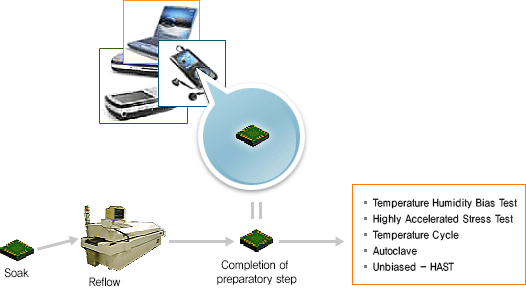 Temperature Humidity Bias Test
Highly Accelerated Stress Test
Temperature Cycle
Autoclave
Unbiased - HAST
Soak
Reflow
Completion of
preparatory step